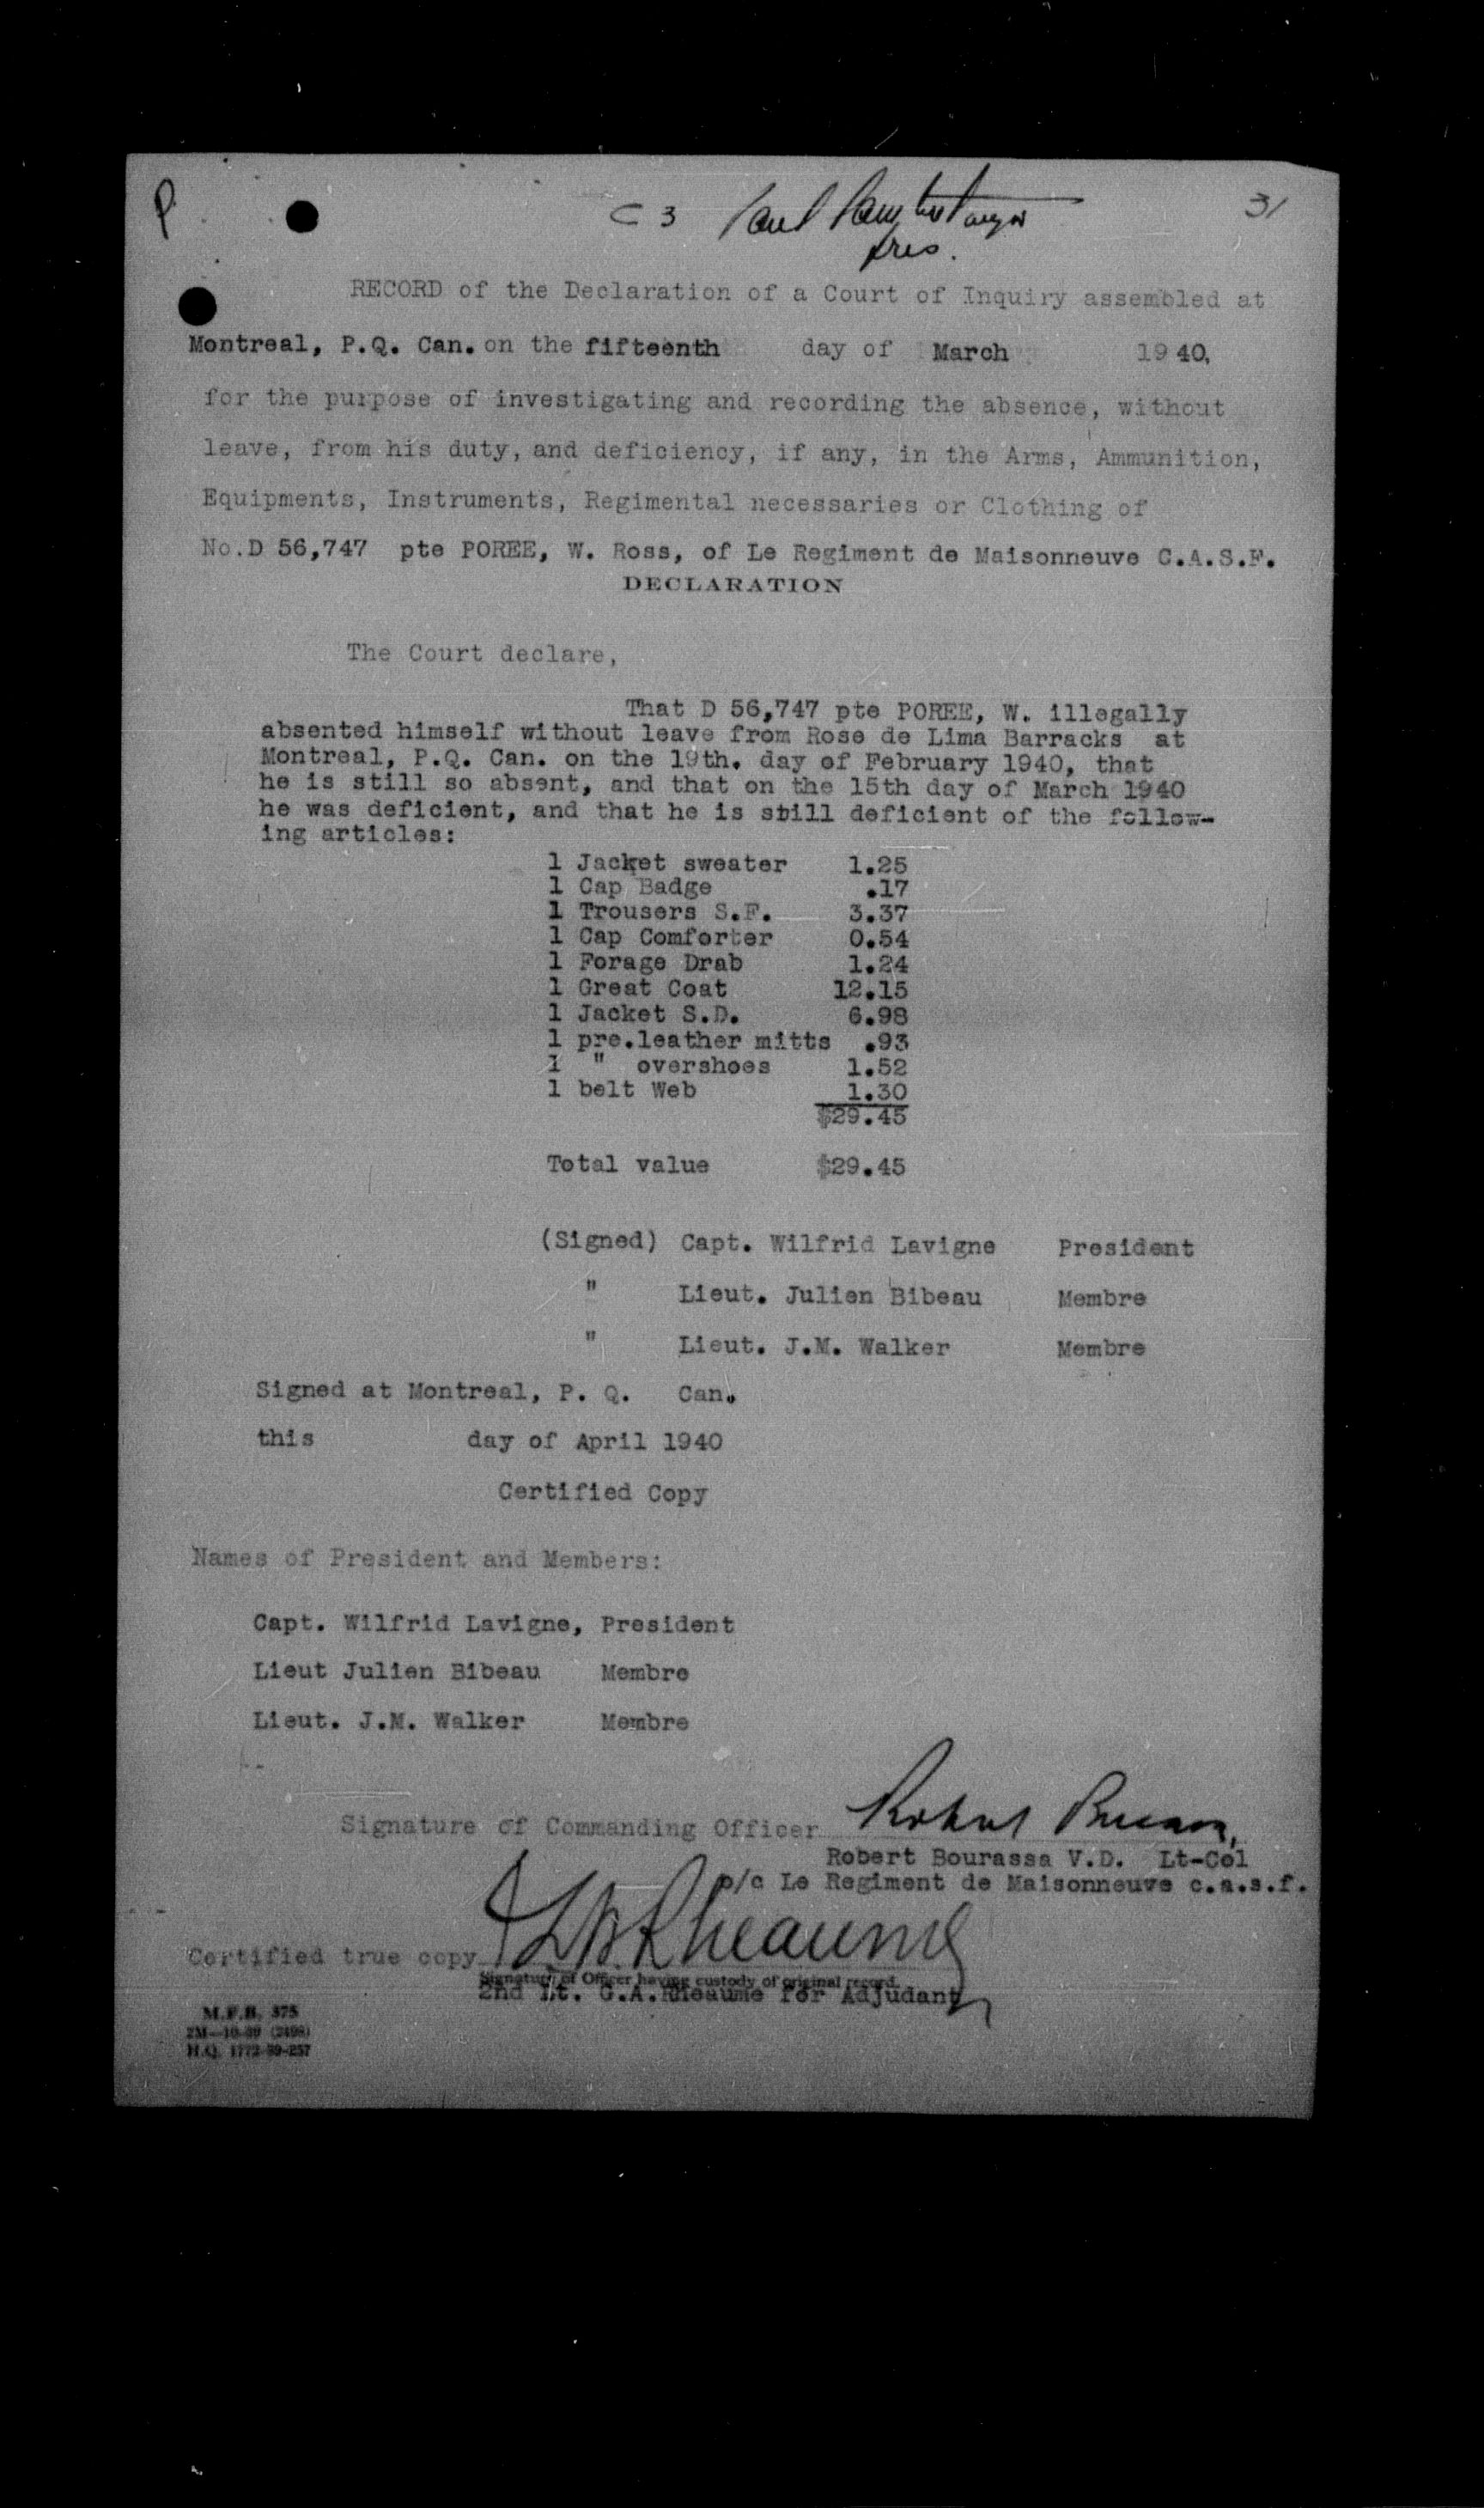 P
C 3 Paul
pres.
31
RECORD of the Declaration of a Court of Inquiry assembled at
Montreal, P.Q. Can. on the fifteenth day of March 1940,
for the purpose of investigating and recording the absence, without
leave, from his duty, and deficiency, if any, in the Arms, Ammunition,
Equipments, Instruments, Regimental necessaries or Clothing of
No.D 56,747 pte POREE, W. Ross, of Le Regiment de Maisonneuve C.A.S.F.
DECLARATION
The Court declare,
That D 56,747 pte POREE, W. illegally
absented himself without leave from Rose de Lima Barracks at
Montreal, P.Q. Can. on the 19th. day of February 1940, that
he is still so absent, and that on the 15th day of March 1940
he was deficient, and that he is still deficient of the follow-
ing articles:
1 Jacket sweater 1.25
1 Cap Badge .17
1 Trousers S.F. 3.37
1 Cap Comforter 0.54
1 Forage Drab 1.24
1 Great Coat 12.15
1 Jacket S.D. 6.98
1 pre.leather mitts .93
1 " overshoes 1.52
1 belt Web 1.30
$29.45
Total value $29.45
(Signed) Capt. Wilfrid Lavigne President
" Lieut. Julien Bibeau Membre
" Lieut. J.M. Walker Membre
Signed at Montreal, P. Q. Can.
this day of April 1940
Certified Copy
Names of President and Members:
Capt. Wilfrid Lavigne, President
Lieut Julien Bibeau Membre
Lieut. J.M. Walker Membre
Signature of Commanding Officer
Robert Bourassa V.D. Lt-Col
o/c Le Regiment de Maisonneuve c.a.s.f.
Certified true copy Rheaume
Signature of Officer having custody of original record.
2nd Lt. G.A.Rheaume for Adjudant
M.F.B. 375
2M—10-39 (2498)
H.Q. 1772-39-257